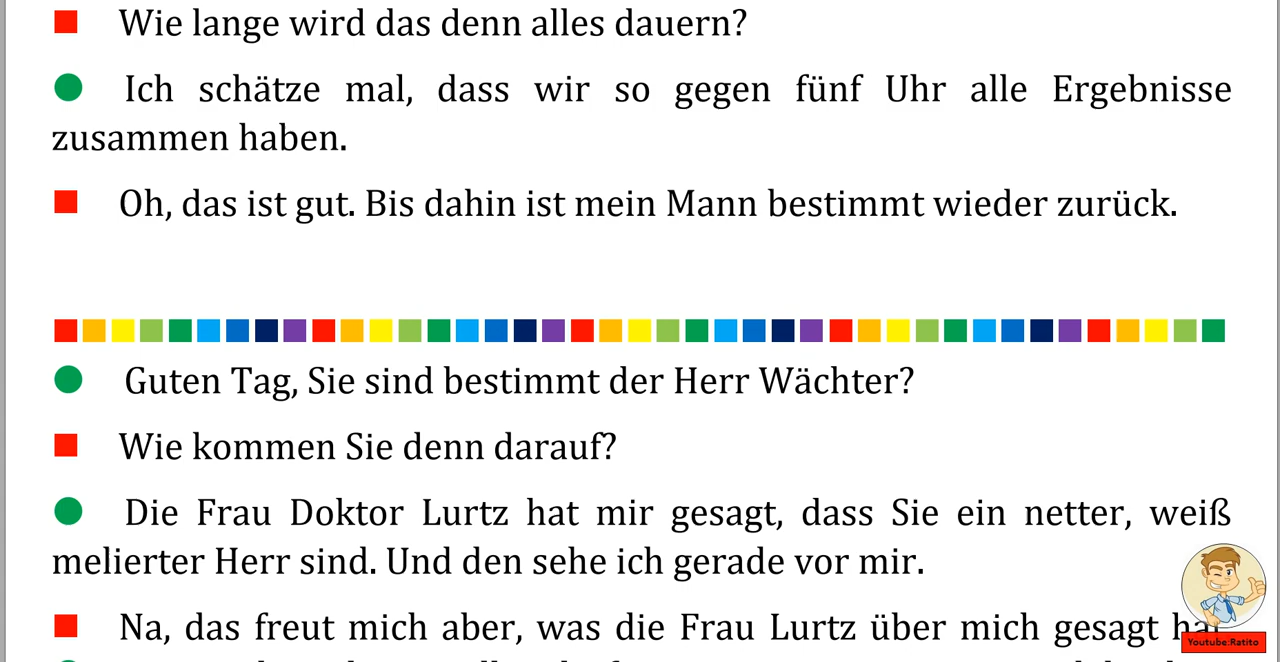 Wie lange wird das denn alles dauern?
Ich schätze mal, dass wir so gegen fünf Uhr alle Ergebnisse
zusammen haben.
Oh, das ist gut. Bis dahin ist mein Mann bestimmt wieder zurück.
Guten Tag, Sie sind bestimmt der Herr Wächter?
Wie kommen Sie denn darauf?
Die Frau Doktor Lurtz hat mir gesagt, dass Sie ein netter, weiß
melierter Herr sind. Und den sehe ich gerade vor mir.
Na, das freut mich aber, was die Frau Lurtz über mich gesagt
Youtube:Ratito